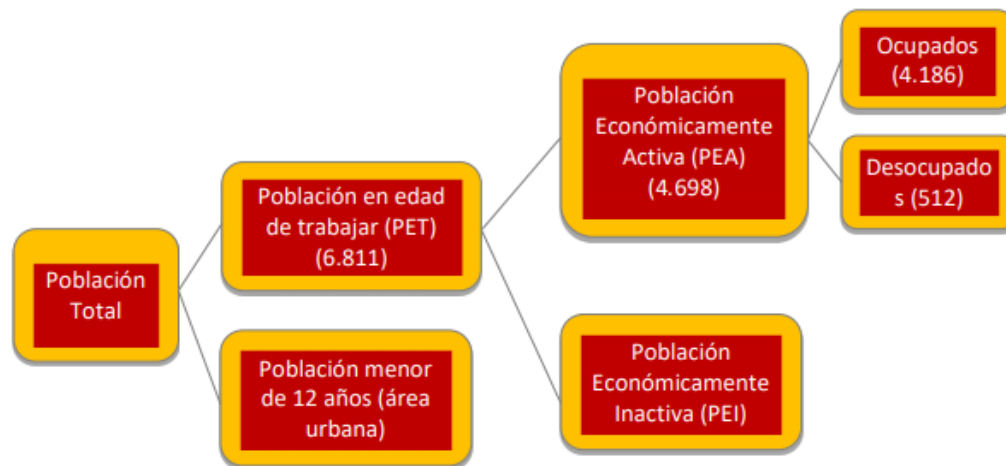 Población
Total
Población en edad
de trabajar (PET)
(6.811)
Población menor
de 12 años (área
urbana)
Población
Económicamente
Activa (PEA)
(4.698)
Población
Económicamente
Inactiva (PEI)
Ocupados
(4.186)
Desocupado
s (512)